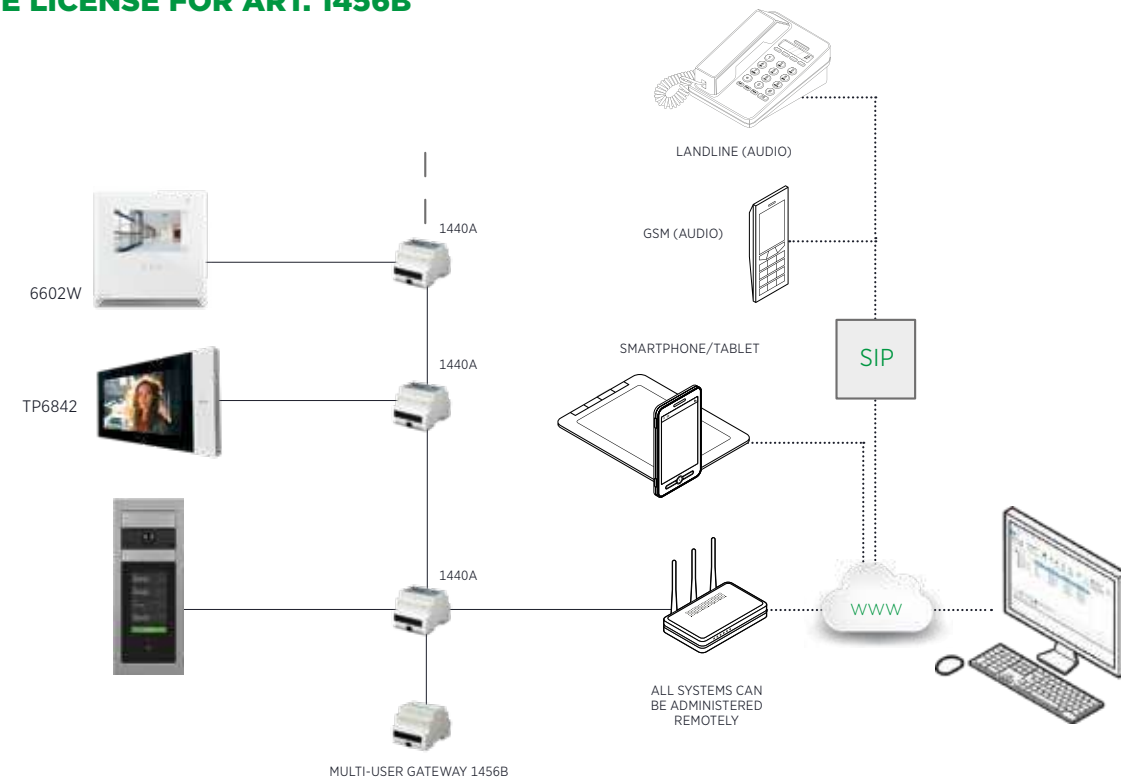 E LICENSE FOR ART. 1456B
LANDLINE (AUDIO)
1440A
GSM (AUDIO)
6602W
SMARTPHONE/TABLET
SIP
1440A
TP6842
1440A
WWW
ALL SYSTEMS CAN
BE ADMINISTERED
REMOTELY
MULTI-USER GATEWAY 1456B